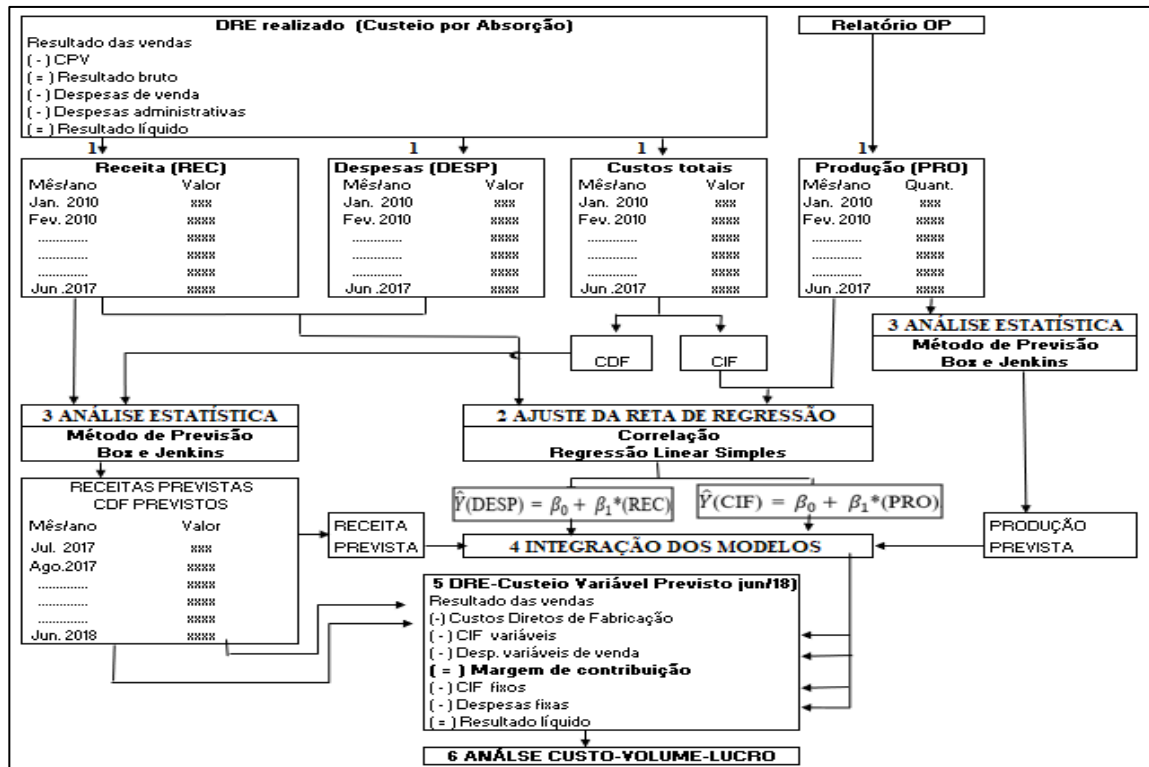 DRE realizado (Custeio por Absorção)
Resultado das vendas
( - ) CPV
( = ) Resultado bruto
( - ) Despesas de venda
( - ) Despesas administrativas
( = ) Resultado líquido
Relatório OP
1
1
1
1
Receita (REC)
Mês/ano Valor
Jan. 2010 xxx
Fev. 2010 xxxx
............. xxxx
............. xxxx
............. xxxx
Jun .2017 xxxx
Despesas (DESP)
Mês/ano Valor
Jan. 2010 xxx
Fev. 2010 xxxx
............. xxxx
............. xxxx
............. xxxx
Jun .2017 xxxx
Custos totais
Mês/ano Valor
Jan. 2010 xxx
Fev. 2010 xxxx
............. xxxx
............. xxxx
............. xxxx
Jun .2017 xxxx
Produção (PRO)
Mês/ano Quant.
Jan. 2010 xxx
Fev. 2010 xxxx
............. xxxx
............. xxxx
............. xxxx
Jun .2017 xxxx
CDF
CIF
3 ANÁLISE ESTATÍSTICA
Método de Previsão
Box e Jenkins
3 ANÁLISE ESTATÍSTICA
Método de Previsão
Box e Jenkins
2 AJUSTE DA RETA DE REGRESSÃO
Correlação
Regressão Linear Simples
RECEITAS PREVISTAS
CDF PREVISTOS
Mês/ano Valor
Jul. 2017 xxx
Ago.2017 xxxx
............. xxxx
............. xxxx
............. xxxx
Jun. 2018 xxxx
Ŷ(DESP) = β₀ + β₁*(REC)
Ŷ(CIF) = β₀ + β₁*(PRO)
RECEITA
PREVISTA
4 INTEGRAÇÃO DOS MODELOS
PRODUÇÃO
PREVISTA
5 DRE-Custeio Variável Previsto jun/18)
Resultado das vendas
(-) Custos Diretos de Fabricação
( - ) CIF variáveis
( - ) Desp. variáveis de venda
( = ) Margem de contribuição
( - ) CIF fixos
( - ) Despesas fixas
( = ) Resultado líquido
6 ANÁLSE CUSTO-VOLUME-LUCRO